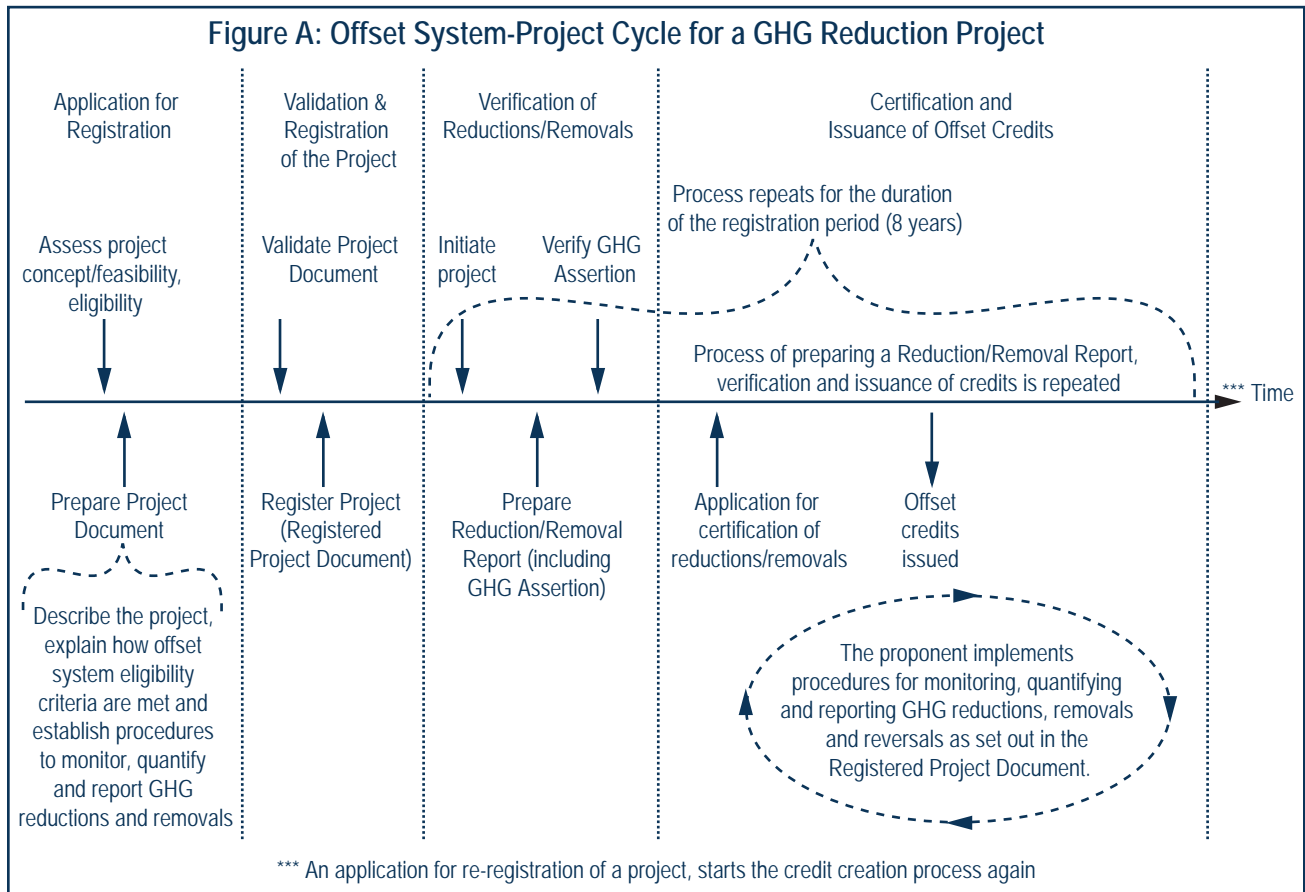 Figure A: Offset System-Project Cycle for a GHG Reduction Project
Application for
Registration
Validation &
Registration
of the Project
Verification of
Reductions/Removals
Certification and
Issuance of Offset Credits
Process repeats for the duration
of the registration period (8 years)
Assess project
concept/feasibility,
eligibility
Validate Project
Document
Initiate
project
Verify GHG
Assertion
Process of preparing a Reduction/Removal Report,
verification and issuance of credits is repeated
*** Time
Prepare Project
Document
Register Project
(Registered
Project Document)
Prepare
Reduction/Removal
Report (including
GHG Assertion)
Application for
certification of
reductions/removals
Offset
credits
issued
Describe the project,
explain how offset
system eligibility
criteria are met and
establish procedures
to monitor, quantify
and report GHG
reductions and removals
The proponent implements
procedures for monitoring, quantifying
and reporting GHG reductions, removals
and reversals as set out in the
Registered Project Document.
*** An application for re-registration of a project, starts the credit creation process again